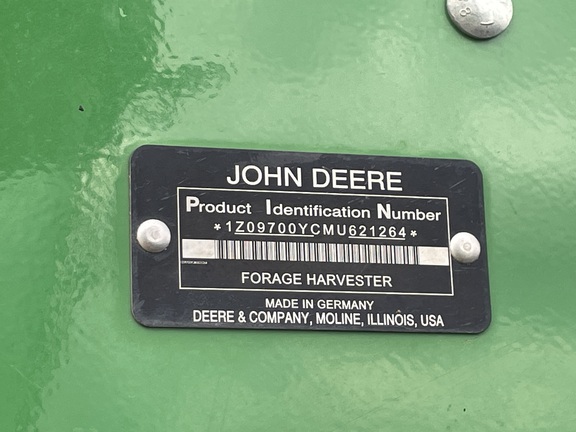 JOHN DEERE
Product Identification Number
*1Z09700YCMU621264*
FORAGE HARVESTER
MADE IN GERMANY
DEERE & COMPANY, MOLINE, ILLINOIS, USA